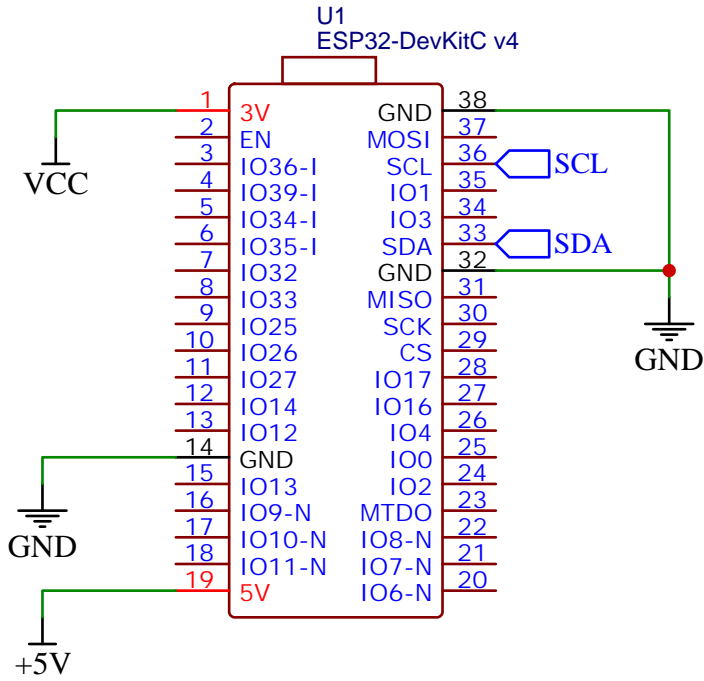 U1
ESP32-DevKitC v4
1 3V GND 38
2 EN MOSI 37
3 IO36-I SCL 36 SCL
4 IO39-I IO1 35
5 IO34-I IO3 34
6 IO35-I SDA 33 SDA
7 IO32 GND 32
8 IO33 MISO 31
9 IO25 SCK 30
10 IO26 CS 29
11 IO27 IO17 28
12 IO14 IO16 27
13 IO12 IO4 26
14 GND IO0 25
15 IO13 IO2 24
16 IO9-N MTDO 23
17 IO10-N IO8-N 22
18 IO11-N IO7-N 21
19 5V IO6-N 20
VCC
GND
GND
+5V